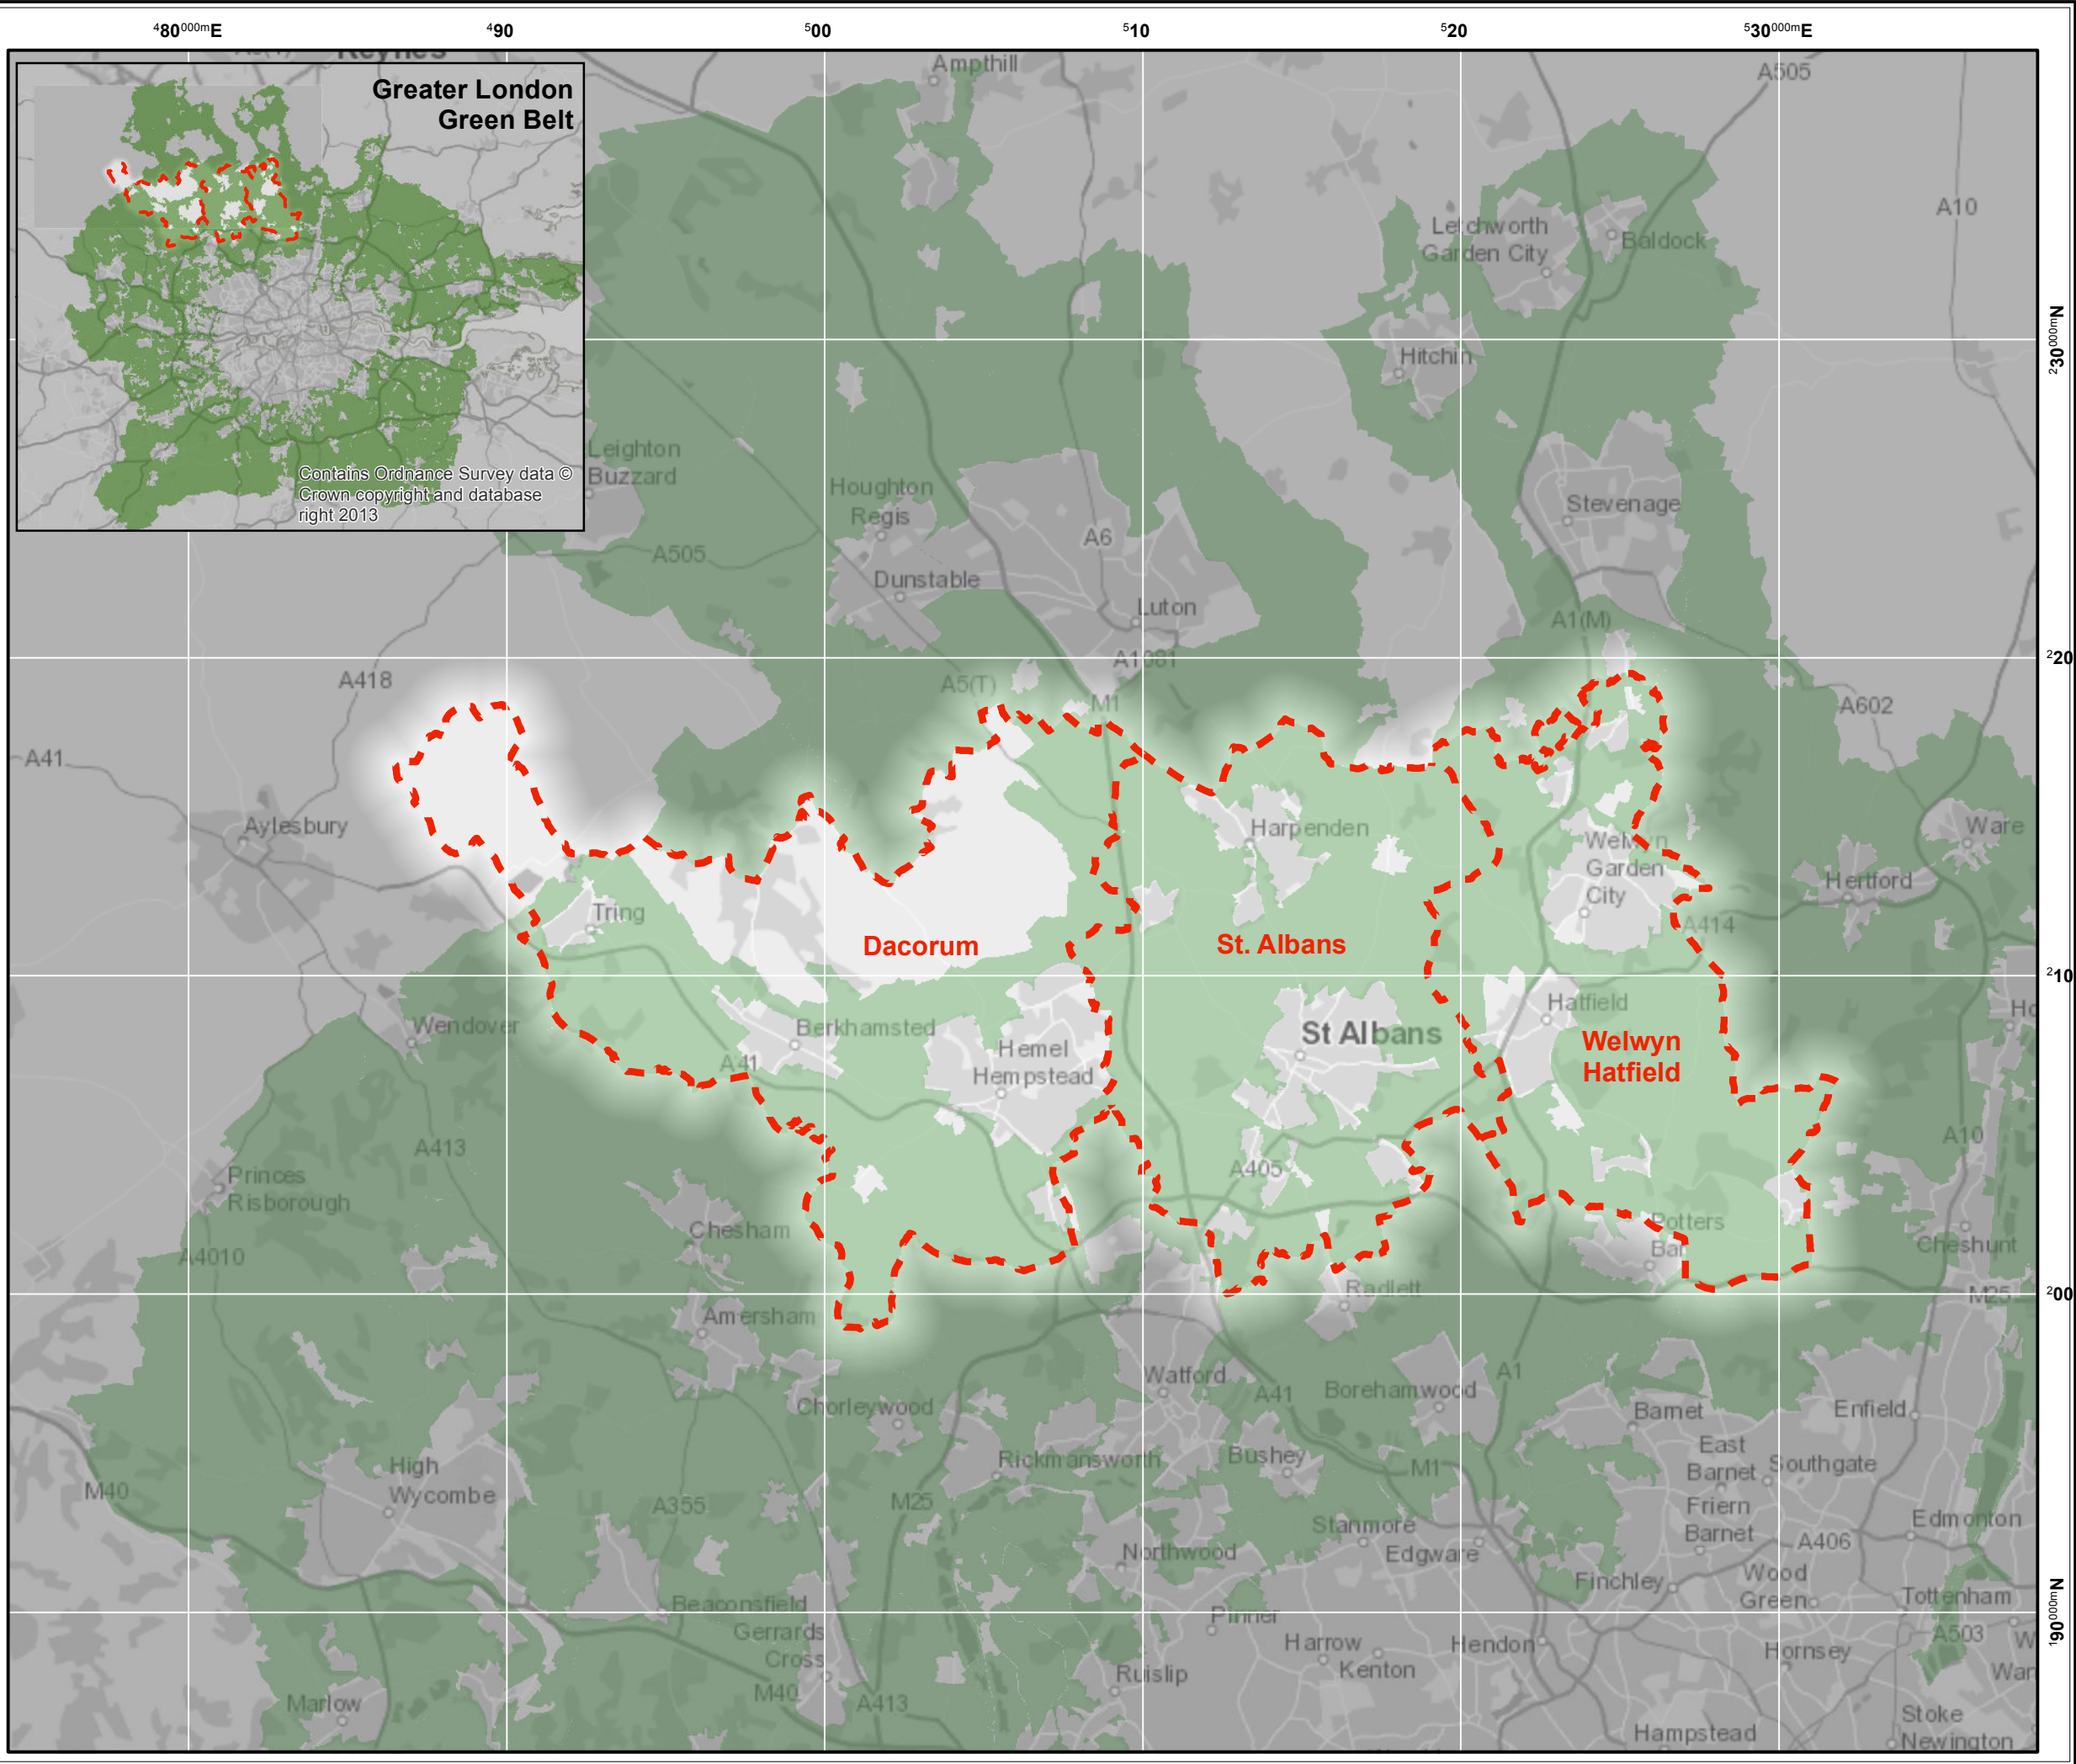 480000mE
490
500
510
520
530000mE
Keynes
Greater London
Green Belt
Contains Ordnance Survey data ©
Crown copyright and database
right 2013
Ampthill
A505
A10
Letchworth
Garden City
Baldock
230000mN
Hitchin
Leighton
Buzzard
Houghton
Regis
Stevenage
A6
A505
Dunstable
Luton
A1(M)
A1081
220
A418
A5(T)
M1
A602
A41
Aylesbury
Harpenden
Welwyn
Garden
City
Ware
Hertford
Tring
A414
Dacorum
St. Albans
210
Wendover
Berkhamsted
Hatfield
St Albans
Hemel
Hempstead
Welwyn
Hatfield
A41
A413
A10
A405
Princes
Risborough
Chesham
Potters
Bar
Cheshunt
A4010
Radlett
M25
200
Amersham
Watford
A41
Borehamwood
A1
Chorleywood
Barnet
Enfield
Rickmansworth
Bushey
M1
East
Barnet
Southgate
High
Wycombe
M40
A355
M25
Friern
Barnet
Edmonton
Stanmore
Edgware
A406
Northwood
Finchley
Wood
Green
Tottenham
190000mN
Beaconsfield
Pinner
A503
Gerrards
Cross
Harrow
Kenton
Hendon
Hornsey
Ruislip
M40
A413
Marlow
Hampstead
Stoke
Newington